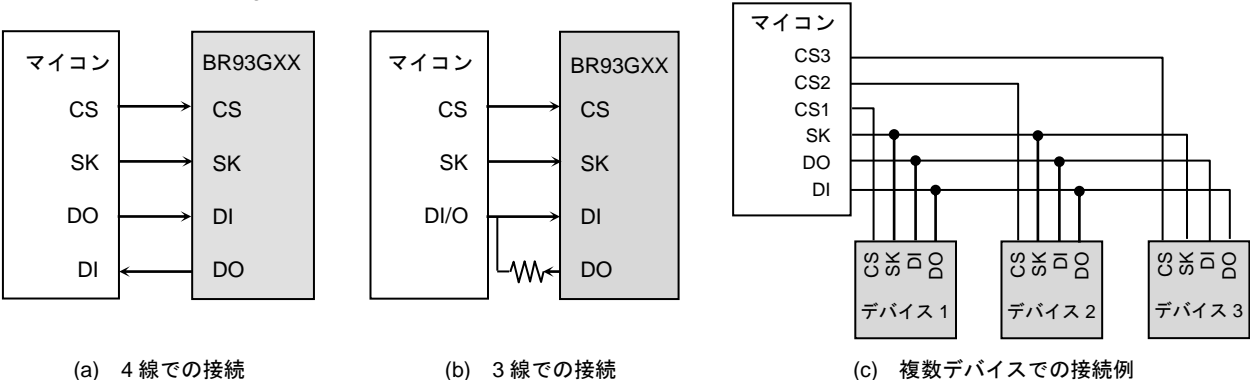 マイコン
BR93GXX
CS
CS
SK
SK
DO
DI
DI
DO
(a) 4線での接続
マイコン
BR93GXX
CS
CS
SK
SK
DI/O
DI
DO
(b) 3線での接続
マイコン
CS3
CS2
CS1
SK
DO
DI
CS
SK
DI
DO
デバイス1
CS
SK
DI
DO
デバイス2
CS
SK
DI
DO
デバイス3
(c) 複数デバイスでの接続例